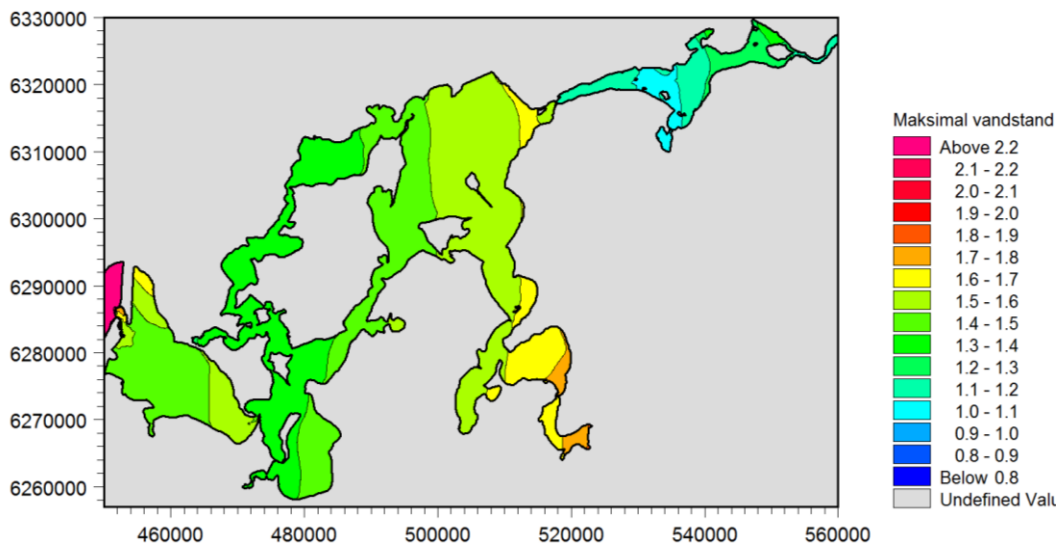 6330000
6320000
6310000
6300000
6290000
6280000
6270000
6260000
460000 480000 500000 520000 540000 560000
Maksimal vandstand
Above 2.2
2.1 - 2.2
2.0 - 2.1
1.9 - 2.0
1.8 - 1.9
1.7 - 1.8
1.6 - 1.7
1.5 - 1.6
1.4 - 1.5
1.3 - 1.4
1.2 - 1.3
1.1 - 1.2
1.0 - 1.1
0.9 - 1.0
0.8 - 0.9
Below 0.8
Undefined Valu